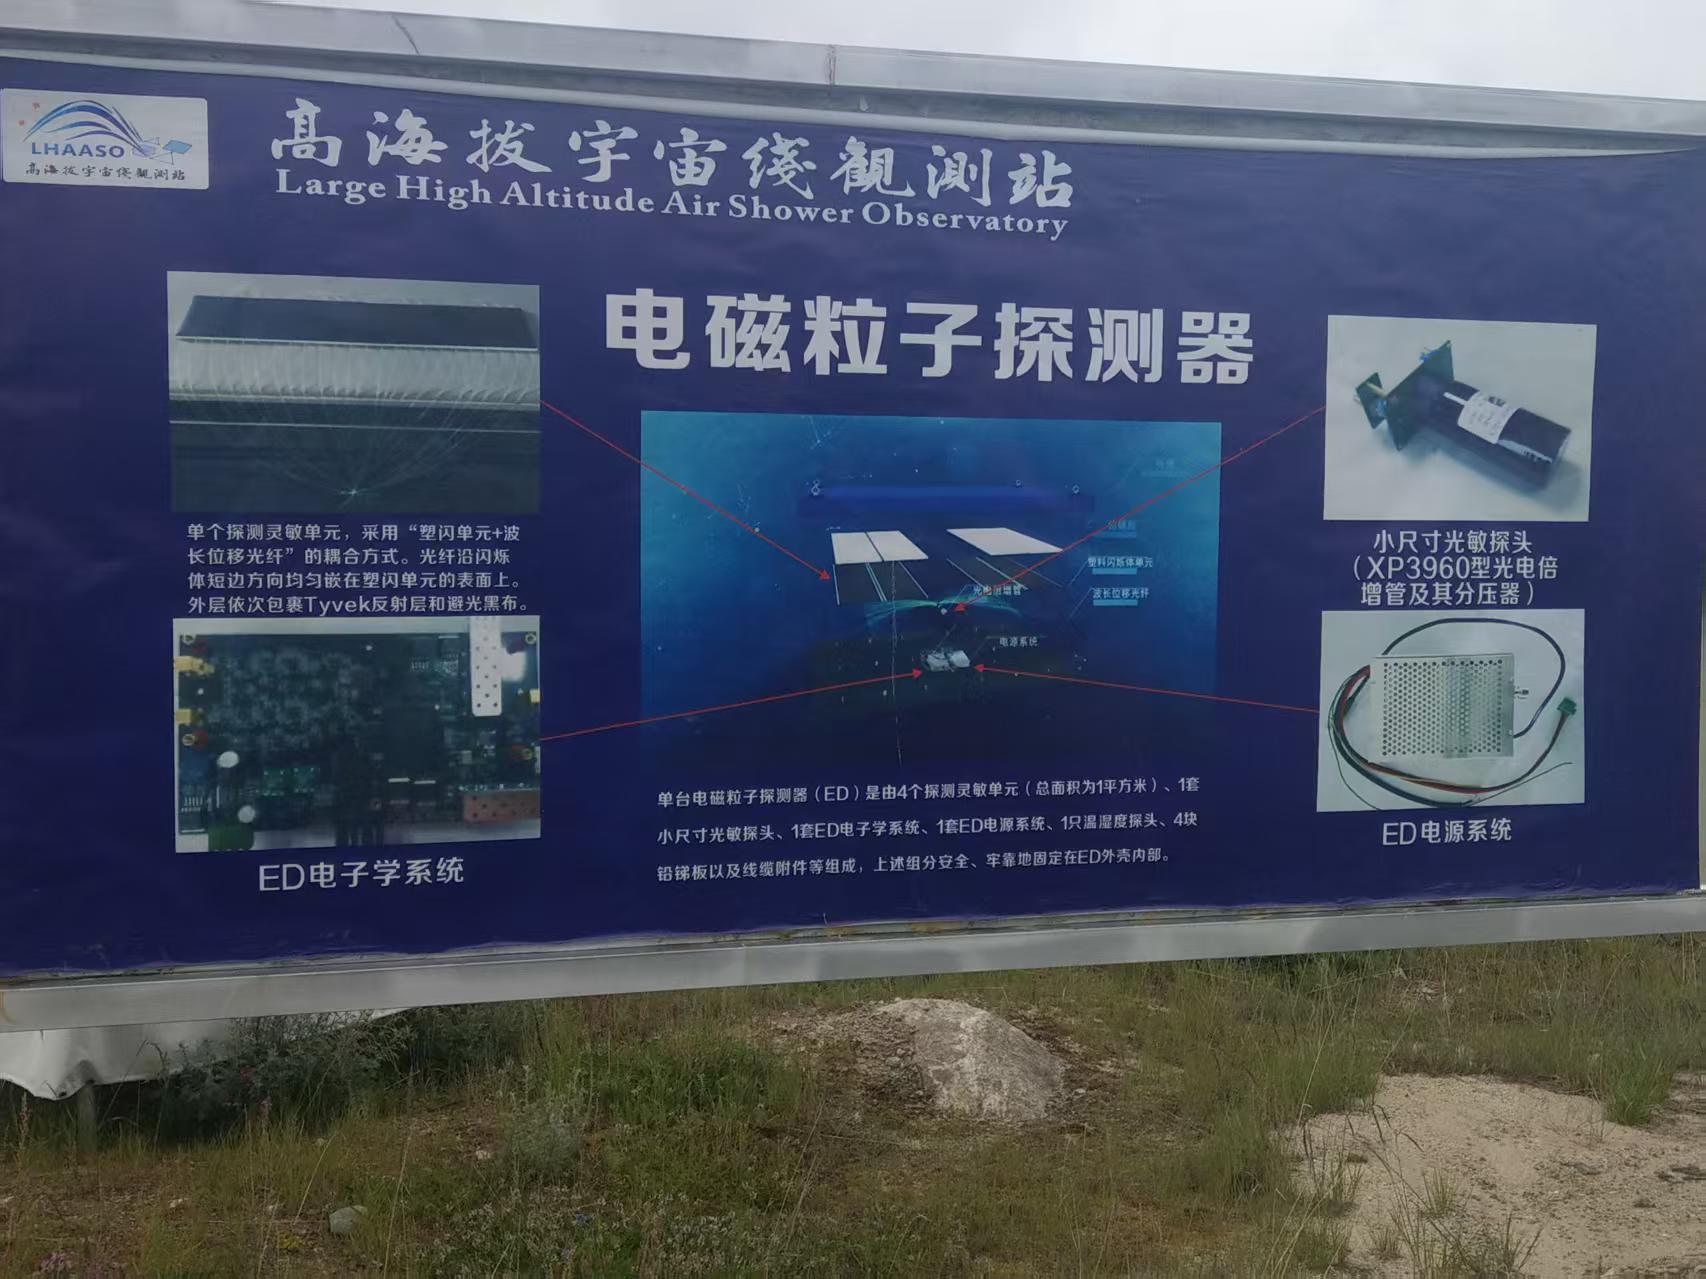 LHAASO
高海拔宇宙线观测站
高海拔宇宙线觀测站
Large High Altitude Air Shower Observatory
电磁粒子探测器
单个探测灵敏单元，采用“塑闪单元+波
长位移光纤”的耦合方式。光纤沿闪烁
体短边方向均匀嵌在塑闪单元的表面上。
外层依次包裹Tyvek反射层和避光黑布。
ED电子学系统
塑料闪烁体单元
光电倍增管
波长位移光纤
电源系统
单台电磁粒子探测器（ED）是由4个探测灵敏单元（总面积为1平方米）、1套
小尺寸光敏探头、1套ED电子学系统、1套ED电源系统、1只温湿度探头、4块
铅锑板以及线缆附件等组成，上述组分安全、牢靠地固定在ED外壳内部。
小尺寸光敏探头
（XP3960型光电倍
增管及其分压器）
ED电源系统